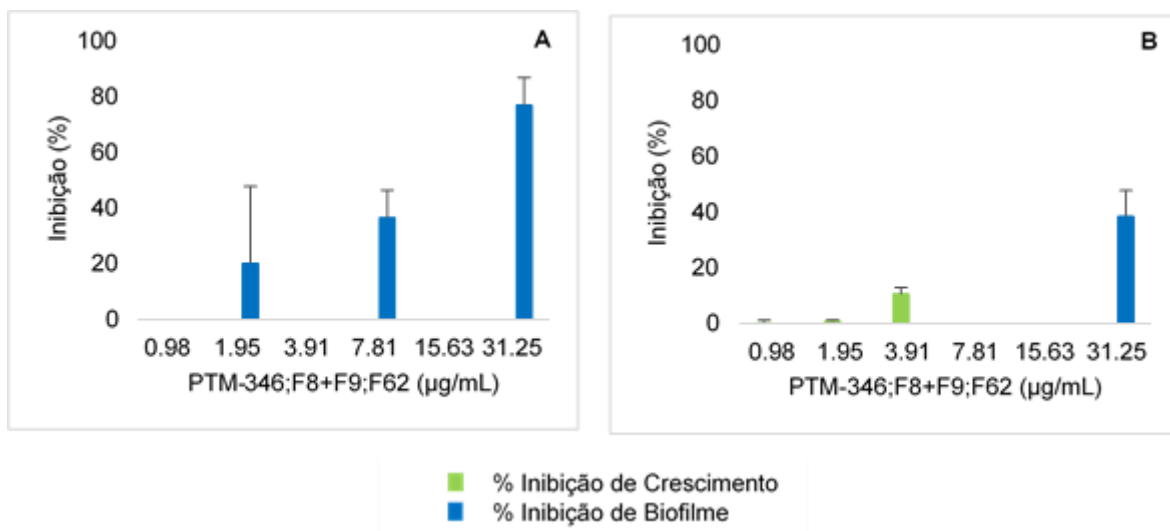 A
100
80
60
40
20
0
Inibição (%)
0.98 1.95 3.91 7.81 15.63 31.25
PTM-346;F8+F9;F62 (µg/mL)
B
100
80
60
40
20
0
Inibição (%)
0.98 1.95 3.91 7.81 15.63 31.25
PTM-346;F8+F9;F62 (µg/mL)
% Inibição de Crescimento
% Inibição de Biofilme